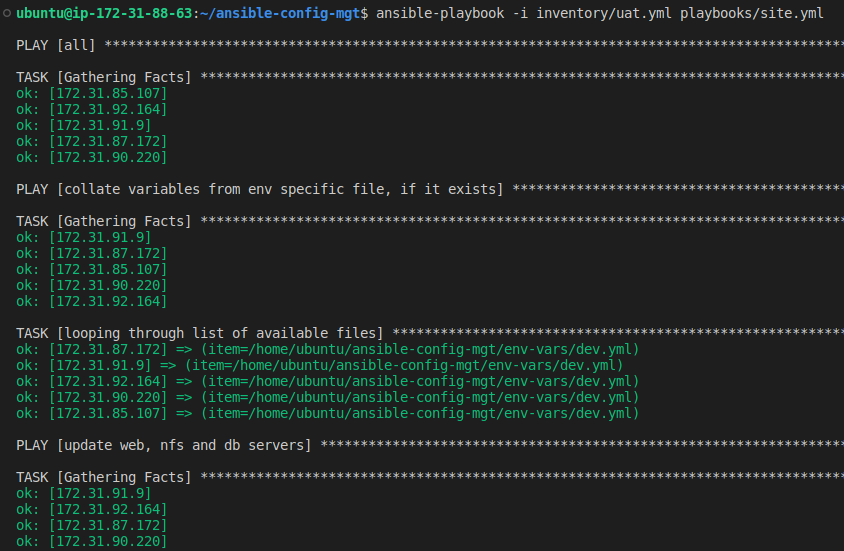 ubuntu@ip-172-31-88-63:~/ansible-config-mgt$ ansible-playbook -i inventory/uat.yml playbooks/site.yml
PLAY [all] *********************************************************************************************
TASK [Gathering Facts] *********************************************************************************
ok: [172.31.85.107]
ok: [172.31.92.164]
ok: [172.31.91.9]
ok: [172.31.87.172]
ok: [172.31.90.220]
PLAY [collate variables from env specific file, if it exists] ******************************************
TASK [Gathering Facts] *********************************************************************************
ok: [172.31.91.9]
ok: [172.31.87.172]
ok: [172.31.85.107]
ok: [172.31.90.220]
ok: [172.31.92.164]
TASK [looping through list of available files] *********************************************************
ok: [172.31.87.172] => (item=/home/ubuntu/ansible-config-mgt/env-vars/dev.yml)
ok: [172.31.91.9] => (item=/home/ubuntu/ansible-config-mgt/env-vars/dev.yml)
ok: [172.31.92.164] => (item=/home/ubuntu/ansible-config-mgt/env-vars/dev.yml)
ok: [172.31.90.220] => (item=/home/ubuntu/ansible-config-mgt/env-vars/dev.yml)
ok: [172.31.85.107] => (item=/home/ubuntu/ansible-config-mgt/env-vars/dev.yml)
PLAY [update web, nfs and db servers] ******************************************************************
TASK [Gathering Facts] *********************************************************************************
ok: [172.31.91.9]
ok: [172.31.92.164]
ok: [172.31.87.172]
ok: [172.31.90.220]